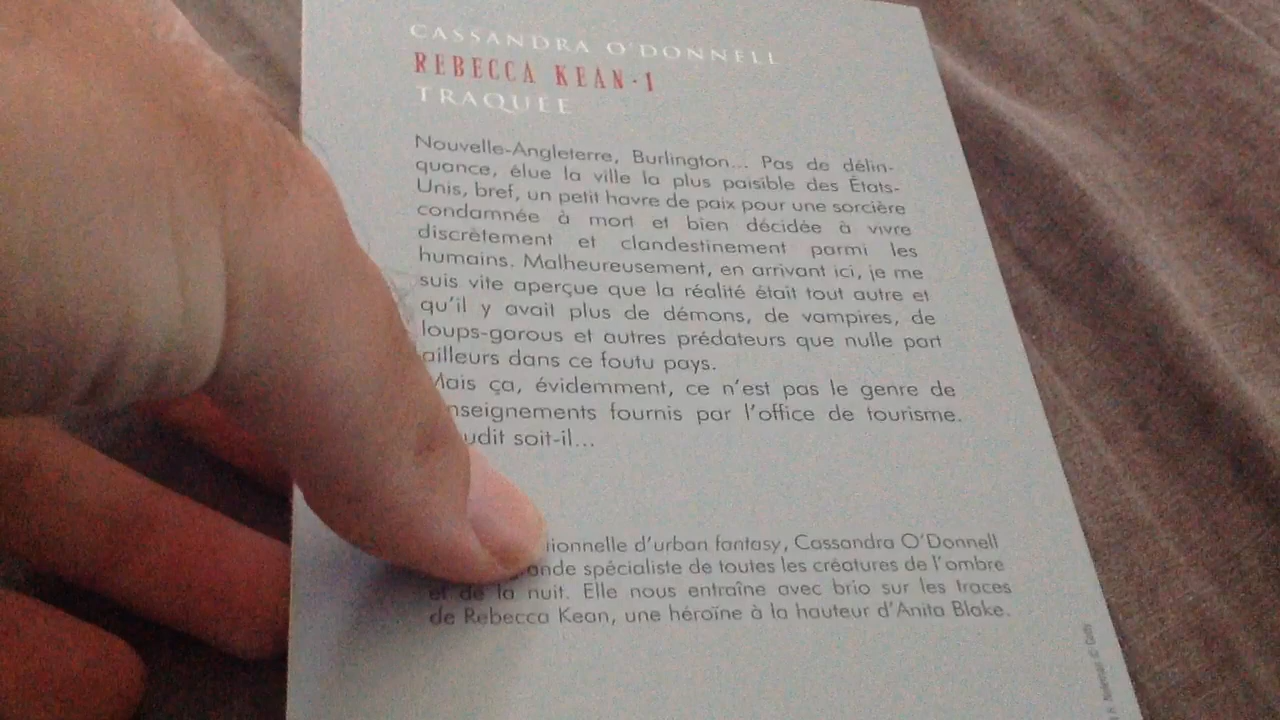 CASSANDRA O'DONNELL
REBECCA KEAN · 1
TRAQUÉE
Nouvelle-Angleterre, Burlington... Pas de délin-
quance, élue la ville la plus paisible des États-
Unis, bref, un petit havre de paix pour une sorcière
condamnée à mort et bien décidée à vivre
discrètement et clandestinement parmi les
humains. Malheureusement, en arrivant ici, je me
suis vite aperçue que la réalité était tout autre et
qu'il y avait plus de démons, de vampires, de
loups-garous et autres prédateurs que nulle part
ailleurs dans ce foutu pays.
Mais ça, évidemment, ce n'est pas le genre de
nseignements fournis par l'office de tourisme.
udit soit-il...
ionnelle d'urban fantasy, Cassandra O'Donnell
ande spécialiste de toutes les créatures de l'ombre
et de la nuit. Elle nous entraîne avec brio sur les traces
de Rebecca Kean, une héroïne à la hauteur d'Anita Blake.